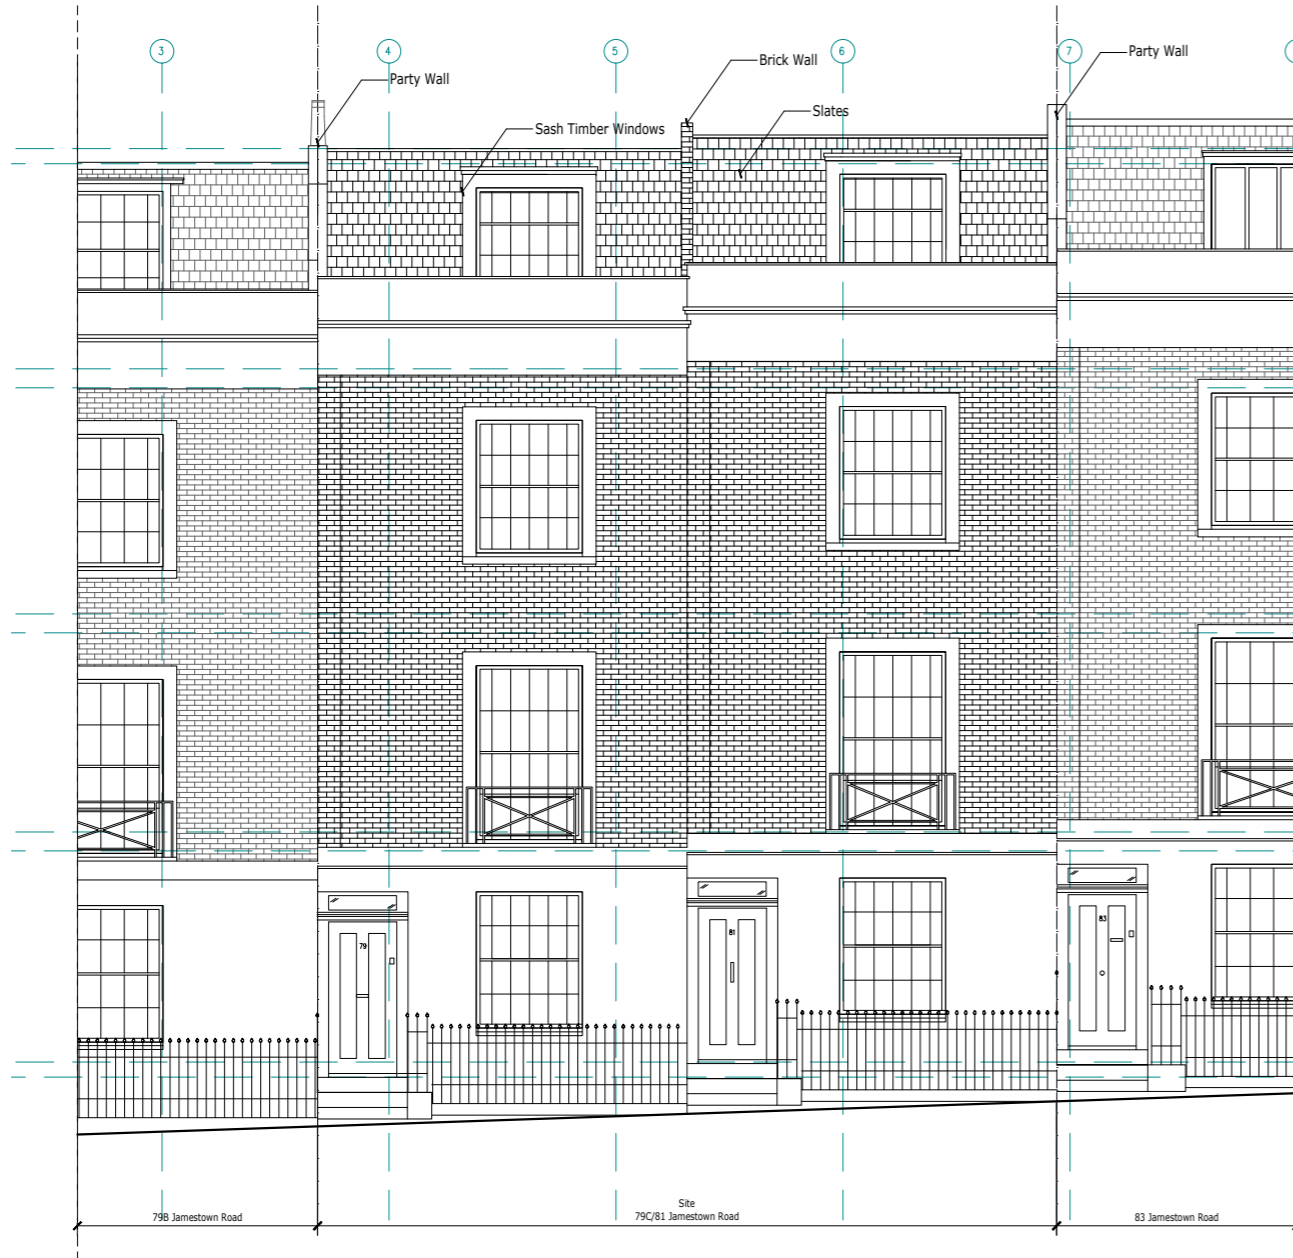 3
4
5
6
7
Party Wall
Brick Wall
Party Wall
Slates
Sash Timber Windows
79
81
83
Site
79B Jamestown Road
79C/81 Jamestown Road
83 Jamestown Road